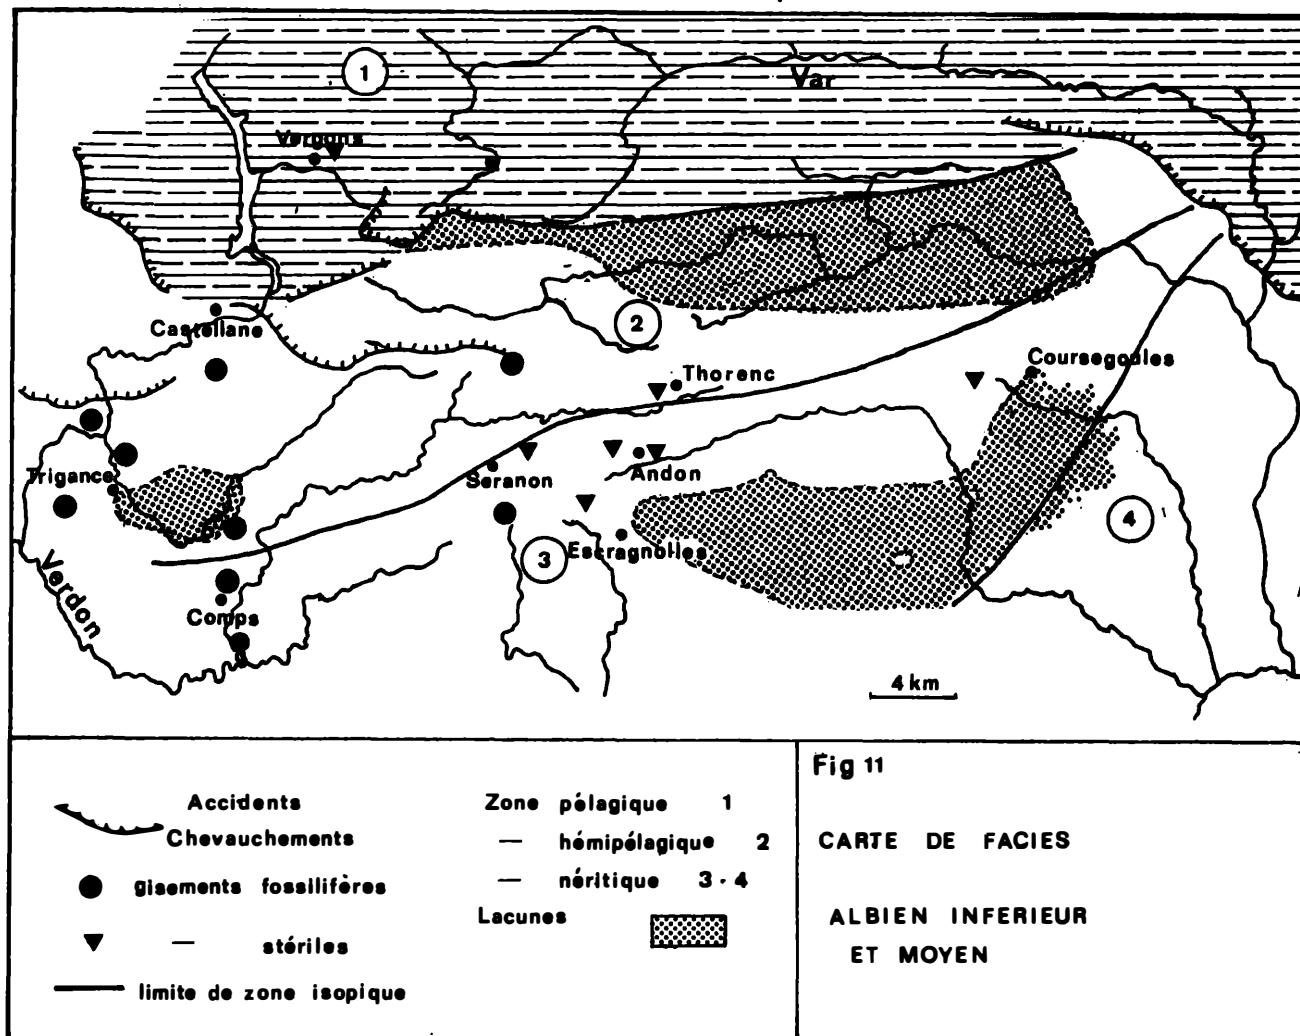 1
Var
Vergons
2
Castellane
Thorenc
Coursegoules
Trigance
Seranon
Andon
4
3
Escragnolles
Verdon
Comps
4 km
Accidents
Chevauchements
gisements fossilifères
— stériles
limite de zone isopique
Zone pélagique 1
— hémipélagique 2
— néritique 3 - 4
Lacunes
Fig 11
CARTE DE FACIES
ALBIEN INFERIEUR
ET MOYEN